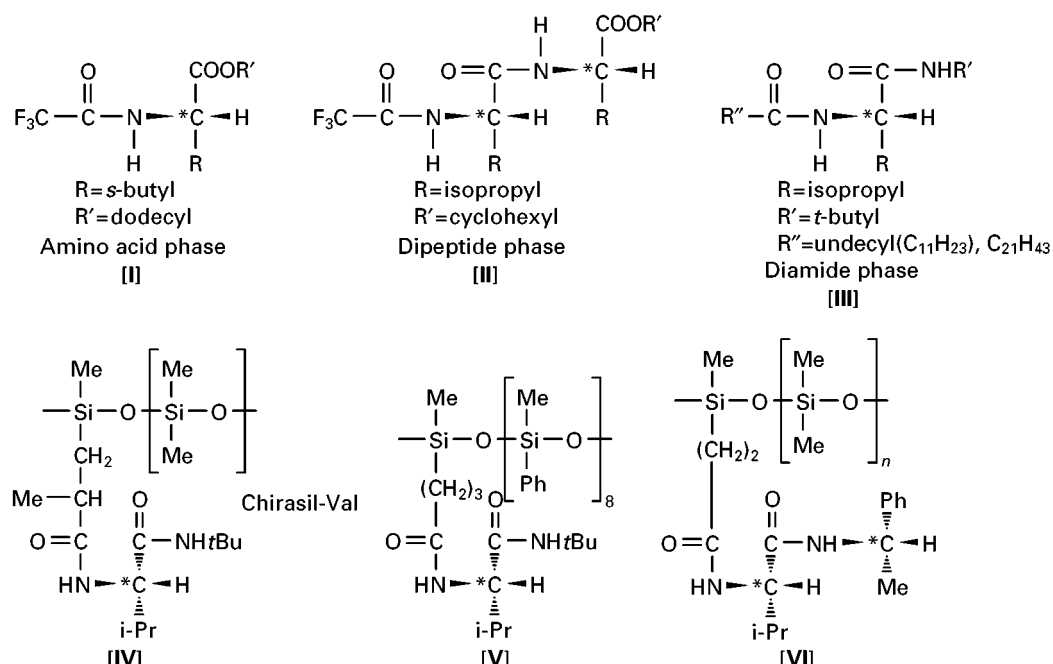 O COOR′
F₃C—C—N—*C—H
H R
R=s-butyl
R′=dodecyl
Amino acid phase
[I]
H COOR′
O=C—N—*C—H
O R
F₃C—C—N—*C—H
H R
R=isopropyl
R′=cyclohexyl
Dipeptide phase
[II]
O O=C—NHR′
R″—C—N—*C—H
H R
R=isopropyl
R′=t-butyl
R″=undecyl(C₁₁H₂₃), C₂₁H₄₃
Diamide phase
[III]
Me Me
—Si—O—Si—O—
CH₂ Me
Me—CH O
O=C C—NHtBu
HN—*C—H
i-Pr
Chirasil-Val
[IV]
Me Me
—Si—O—Si—O—
(CH₂)₃ Ph 8
O
O=C C—NHtBu
HN—*C—H
i-Pr
[V]
Me Me
—Si—O—Si—O—
(CH₂)₂ Me n
O Ph
O=C C—NH—*C—H
HN—*C—H Me
i-Pr
[VI]